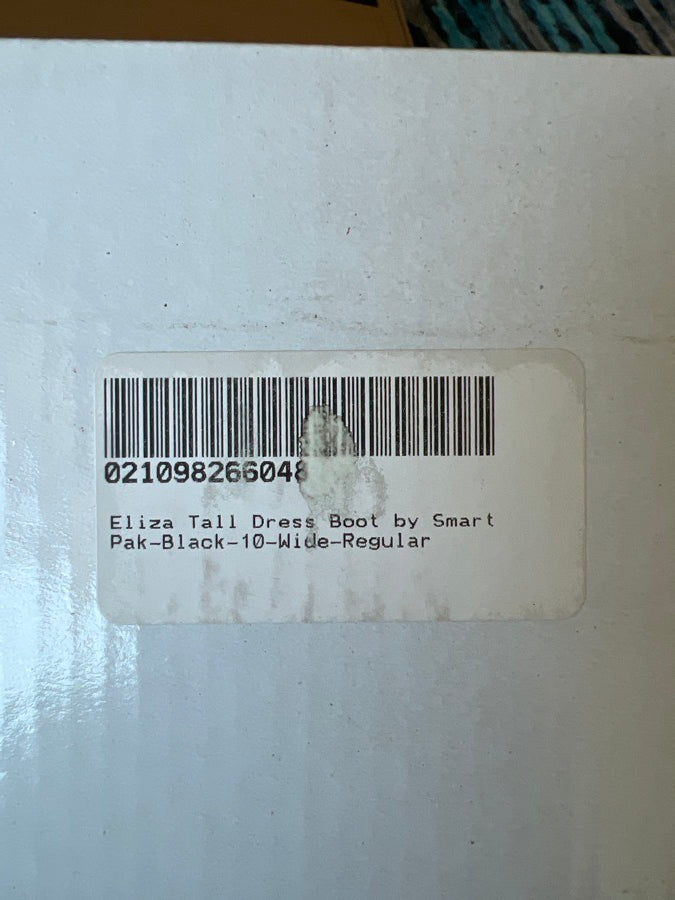 021098266048
Eliza Tall Dress Boot by Smart
Pak-Black-10-Wide-Regular